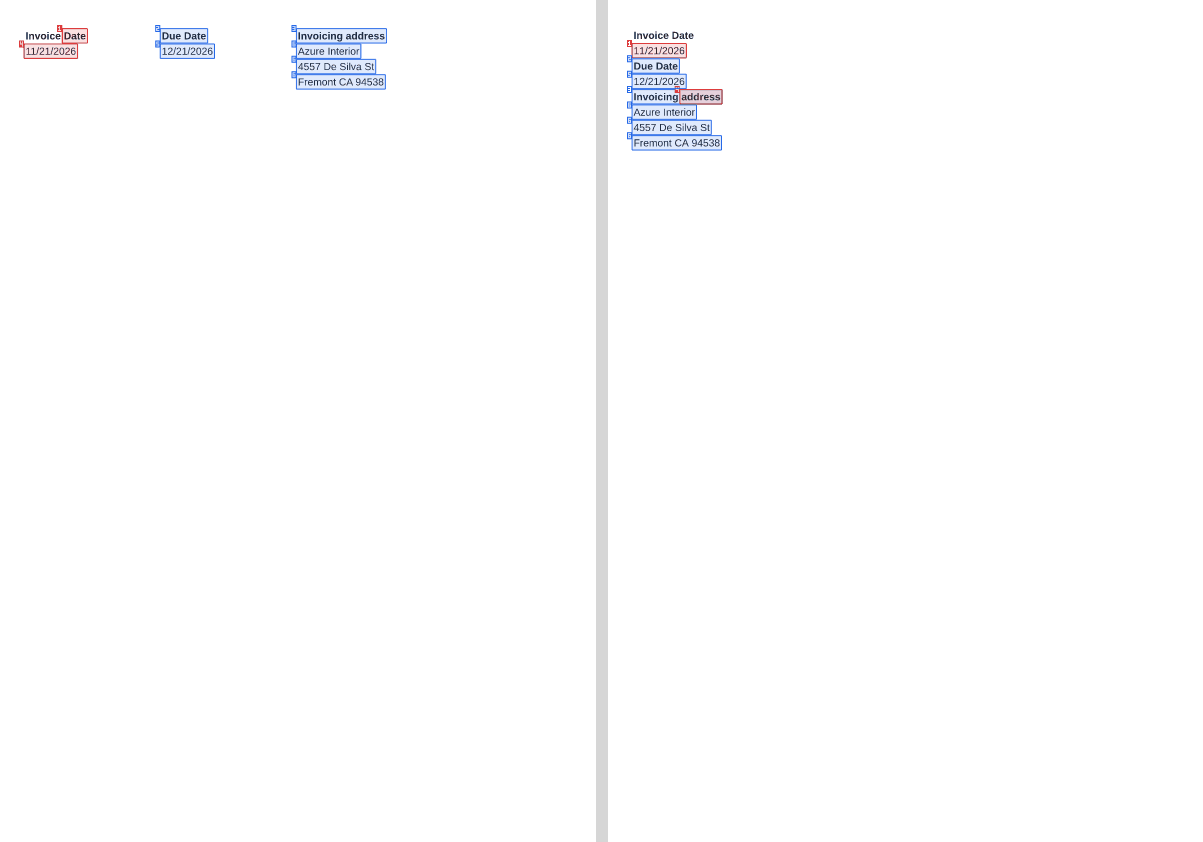 Invoice Date
11/21/2026
Due Date
12/21/2026
Invoicing address
Azure Interior
4557 De Silva St
Fremont CA 94538
Invoice Date
11/21/2026
Due Date
12/21/2026
Invoicing address
Azure Interior
4557 De Silva St
Fremont CA 94538